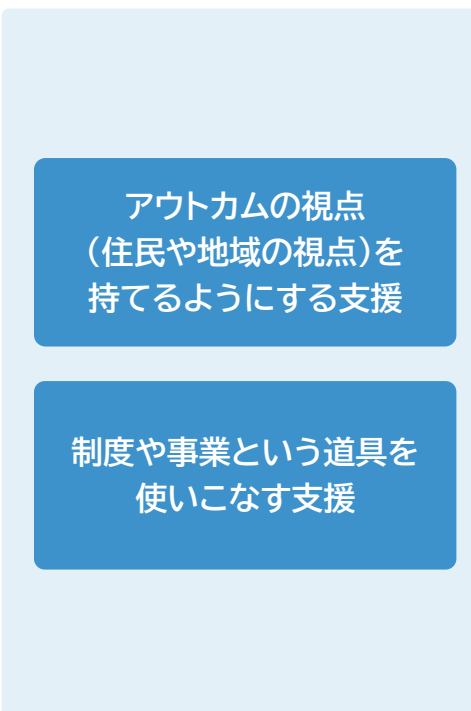 アウトカムの視点
（住民や地域の視点）を
持てるようにする支援
制度や事業という道具を
使いこなす支援